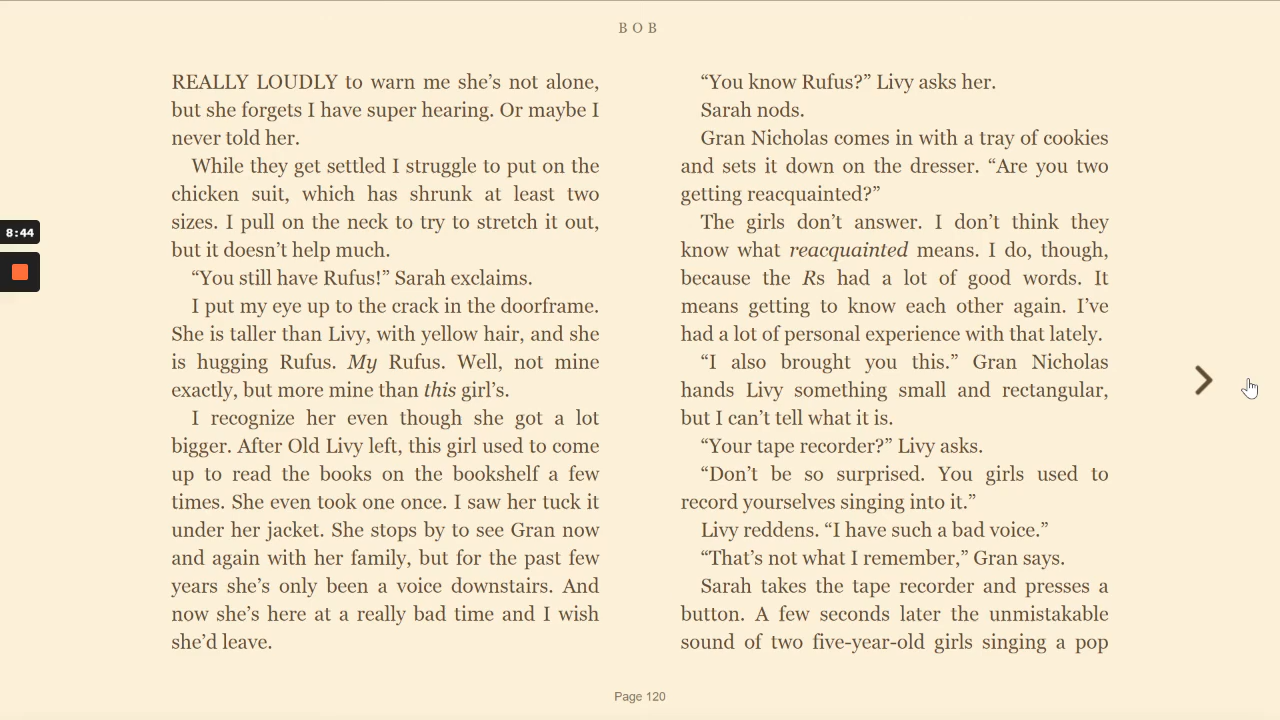 BOB
REALLY LOUDLY to warn me she’s not alone,
but she forgets I have super hearing. Or maybe I
never told her.
While they get settled I struggle to put on the
chicken suit, which has shrunk at least two
sizes. I pull on the neck to try to stretch it out,
but it doesn’t help much.
“You still have Rufus!” Sarah exclaims.
I put my eye up to the crack in the doorframe.
She is taller than Livy, with yellow hair, and she
is hugging Rufus. My Rufus. Well, not mine
exactly, but more mine than this girl’s.
I recognize her even though she got a lot
bigger. After Old Livy left, this girl used to come
up to read the books on the bookshelf a few
times. She even took one once. I saw her tuck it
under her jacket. She stops by to see Gran now
and again with her family, but for the past few
years she’s only been a voice downstairs. And
now she’s here at a really bad time and I wish
she’d leave.
“You know Rufus?” Livy asks her.
Sarah nods.
Gran Nicholas comes in with a tray of cookies
and sets it down on the dresser. “Are you two
getting reacquainted?”
The girls don’t answer. I don’t think they
know what reacquainted means. I do, though,
because the Rs had a lot of good words. It
means getting to know each other again. I’ve
had a lot of personal experience with that lately.
“I also brought you this.” Gran Nicholas
hands Livy something small and rectangular,
but I can’t tell what it is.
“Your tape recorder?” Livy asks.
“Don’t be so surprised. You girls used to
record yourselves singing into it.”
Livy reddens. “I have such a bad voice.”
“That’s not what I remember,” Gran says.
Sarah takes the tape recorder and presses a
button. A few seconds later the unmistakable
sound of two five-year-old girls singing a pop
8:44
Page 120